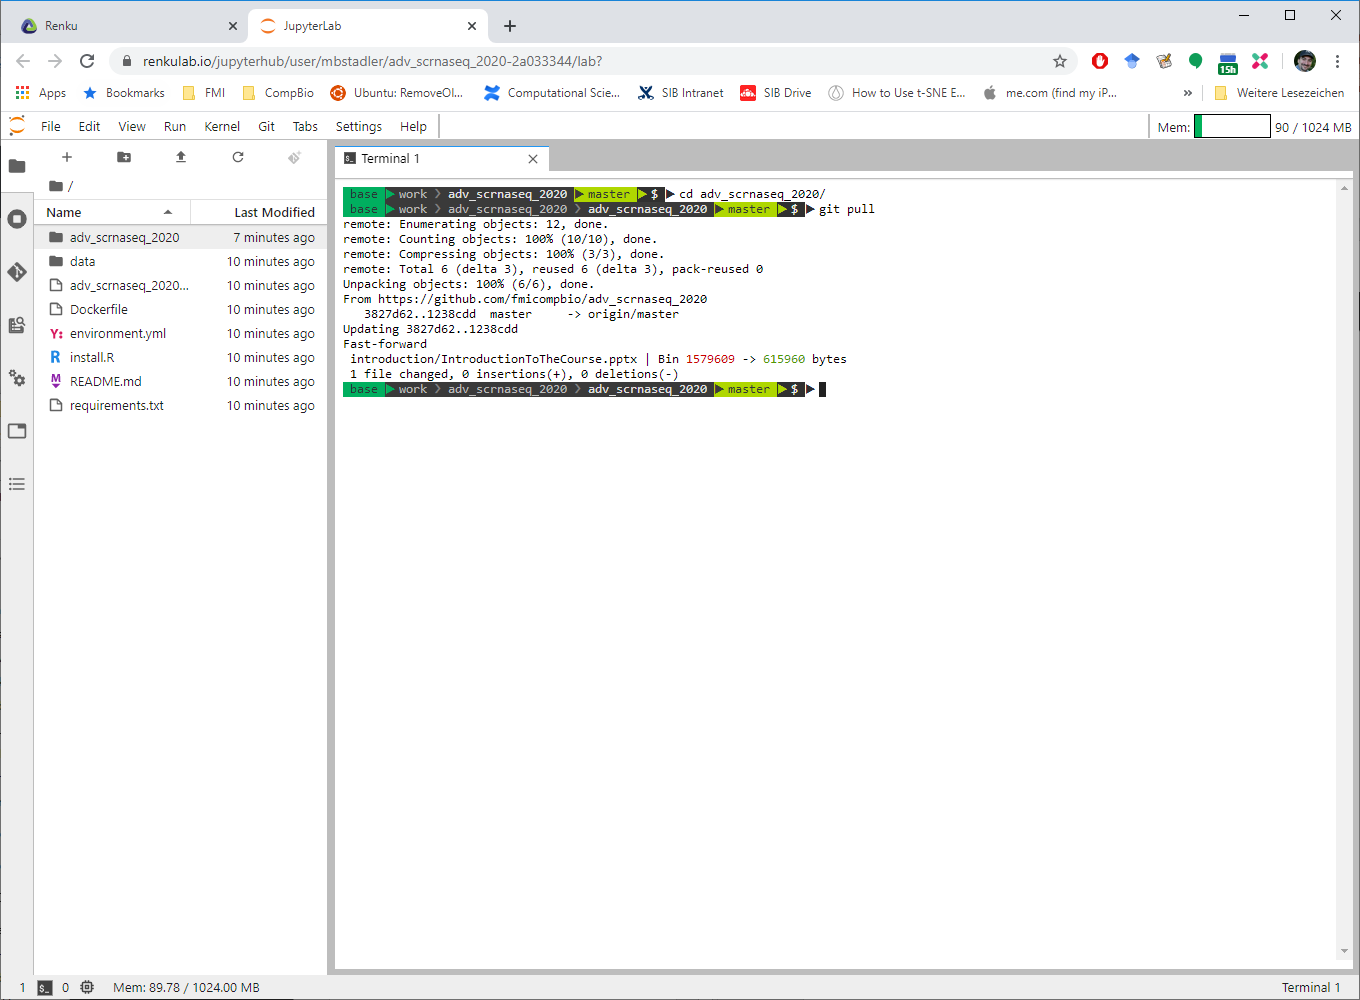 Renku
JupyterLab
renkulab.io/jupyterhub/user/mbstadler/adv_scrnaseq_2020-2a033344/lab?
15h
Apps Bookmarks FMI CompBio Ubuntu: RemoveOl... Computational Scie... SIB Intranet SIB Drive How to Use t-SNE E... me.com (find my iP... » Weitere Lesezeichen
File Edit View Run Kernel Git Tabs Settings Help Mem: 90 / 1024 MB
Terminal 1
/
Name Last Modified
adv_scrnaseq_2020 7 minutes ago
data 10 minutes ago
adv_scrnaseq_2020... 10 minutes ago
Dockerfile 10 minutes ago
Y: environment.yml 10 minutes ago
R install.R 10 minutes ago
M README.md 10 minutes ago
requirements.txt 10 minutes ago
base work adv_scrnaseq_2020 master $ cd adv_scrnaseq_2020/
base work adv_scrnaseq_2020 adv_scrnaseq_2020 master $ git pull
remote: Enumerating objects: 12, done.
remote: Counting objects: 100% (10/10), done.
remote: Compressing objects: 100% (3/3), done.
remote: Total 6 (delta 3), reused 6 (delta 3), pack-reused 0
Unpacking objects: 100% (6/6), done.
From https://github.com/fmicompbio/adv_scrnaseq_2020
3827d62..1238cdd master -> origin/master
Updating 3827d62..1238cdd
Fast-forward
introduction/IntroductionToTheCourse.pptx | Bin 1579609 -> 615960 bytes
1 file changed, 0 insertions(+), 0 deletions(-)
base work adv_scrnaseq_2020 adv_scrnaseq_2020 master $
1 $_ 0 Mem: 89.78 / 1024.00 MB Terminal 1